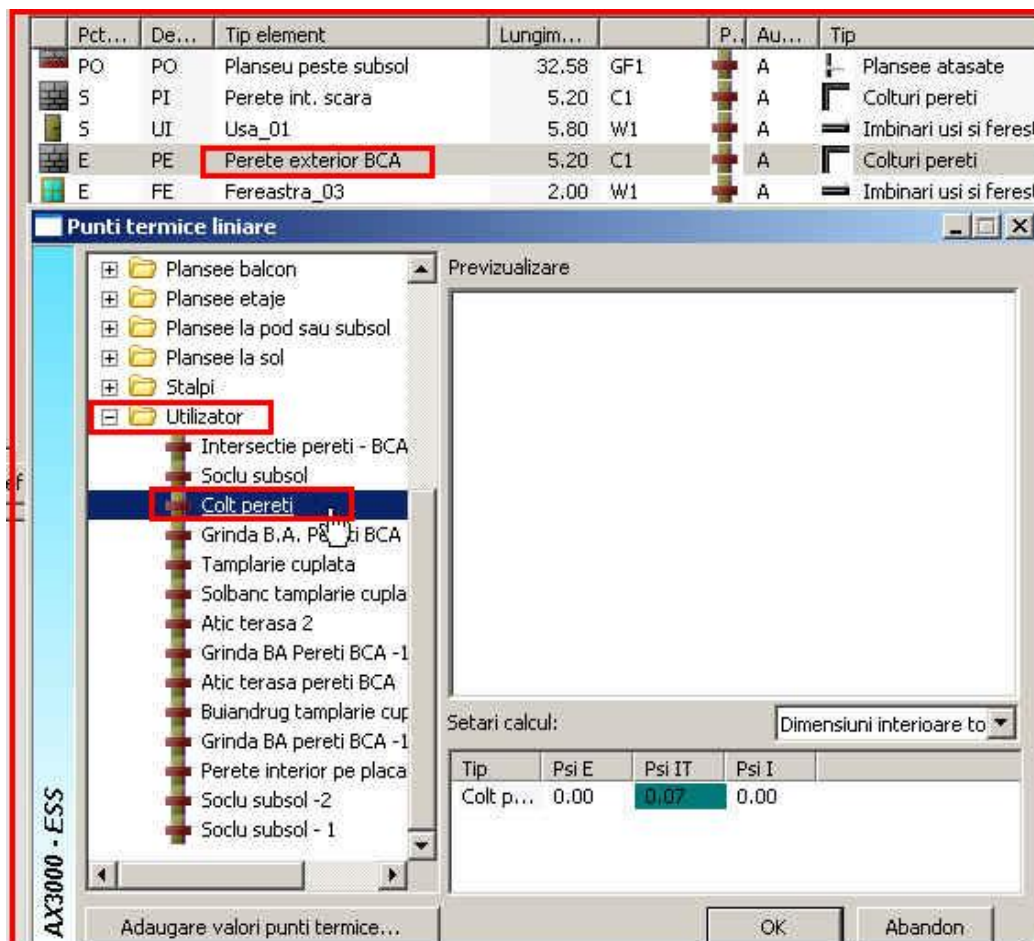 Pct... De... Tip element Lungim... P.. Au... Tip
PO PO Planseu peste subsol 32.58 GF1 A Plansee atasate
S PI Perete int. scara 5.20 C1 A Colturi pereti
S UI Usa_01 5.80 W1 A Imbinari usi si ferest
E PE Perete exterior BCA 5.20 C1 A Colturi pereti
E FE Fereastra_03 2.00 W1 A Imbinari usi si ferest
Punti termice liniare
Plansee balcon
Plansee etaje
Plansee la pod sau subsol
Plansee la sol
Stalpi
Utilizator
Intersectie pereti - BCA
Soclu subsol
Colt pereti
Grinda B.A. BCA
Tamplarie cuplata
Solbanc tamplarie cupla
Atic terasa 2
Grinda BA Pereti BCA -1
Atic terasa pereti BCA
Buiandrug tamplarie cup
Grinda BA pereti BCA -1
Perete interior pe placa
Soclu subsol -2
Soclu subsol - 1
Previzualizare
Setari calcul: Dimensiuni interioare to
Tip Psi E Psi IT Psi I
Colt p... 0.00 0.07 0.00
AX3000 - ESS
Adaugare valori punti termice... OK Abandon